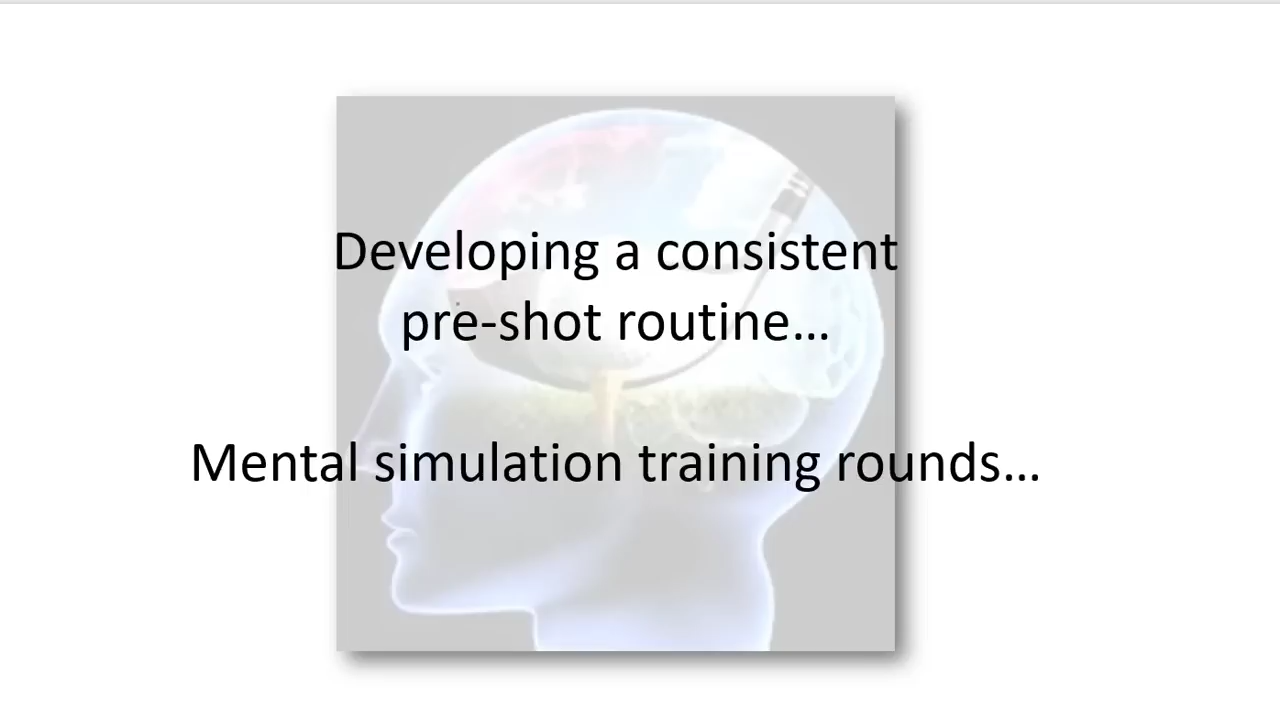 Developing a consistent
pre-shot routine…
Mental simulation training rounds…